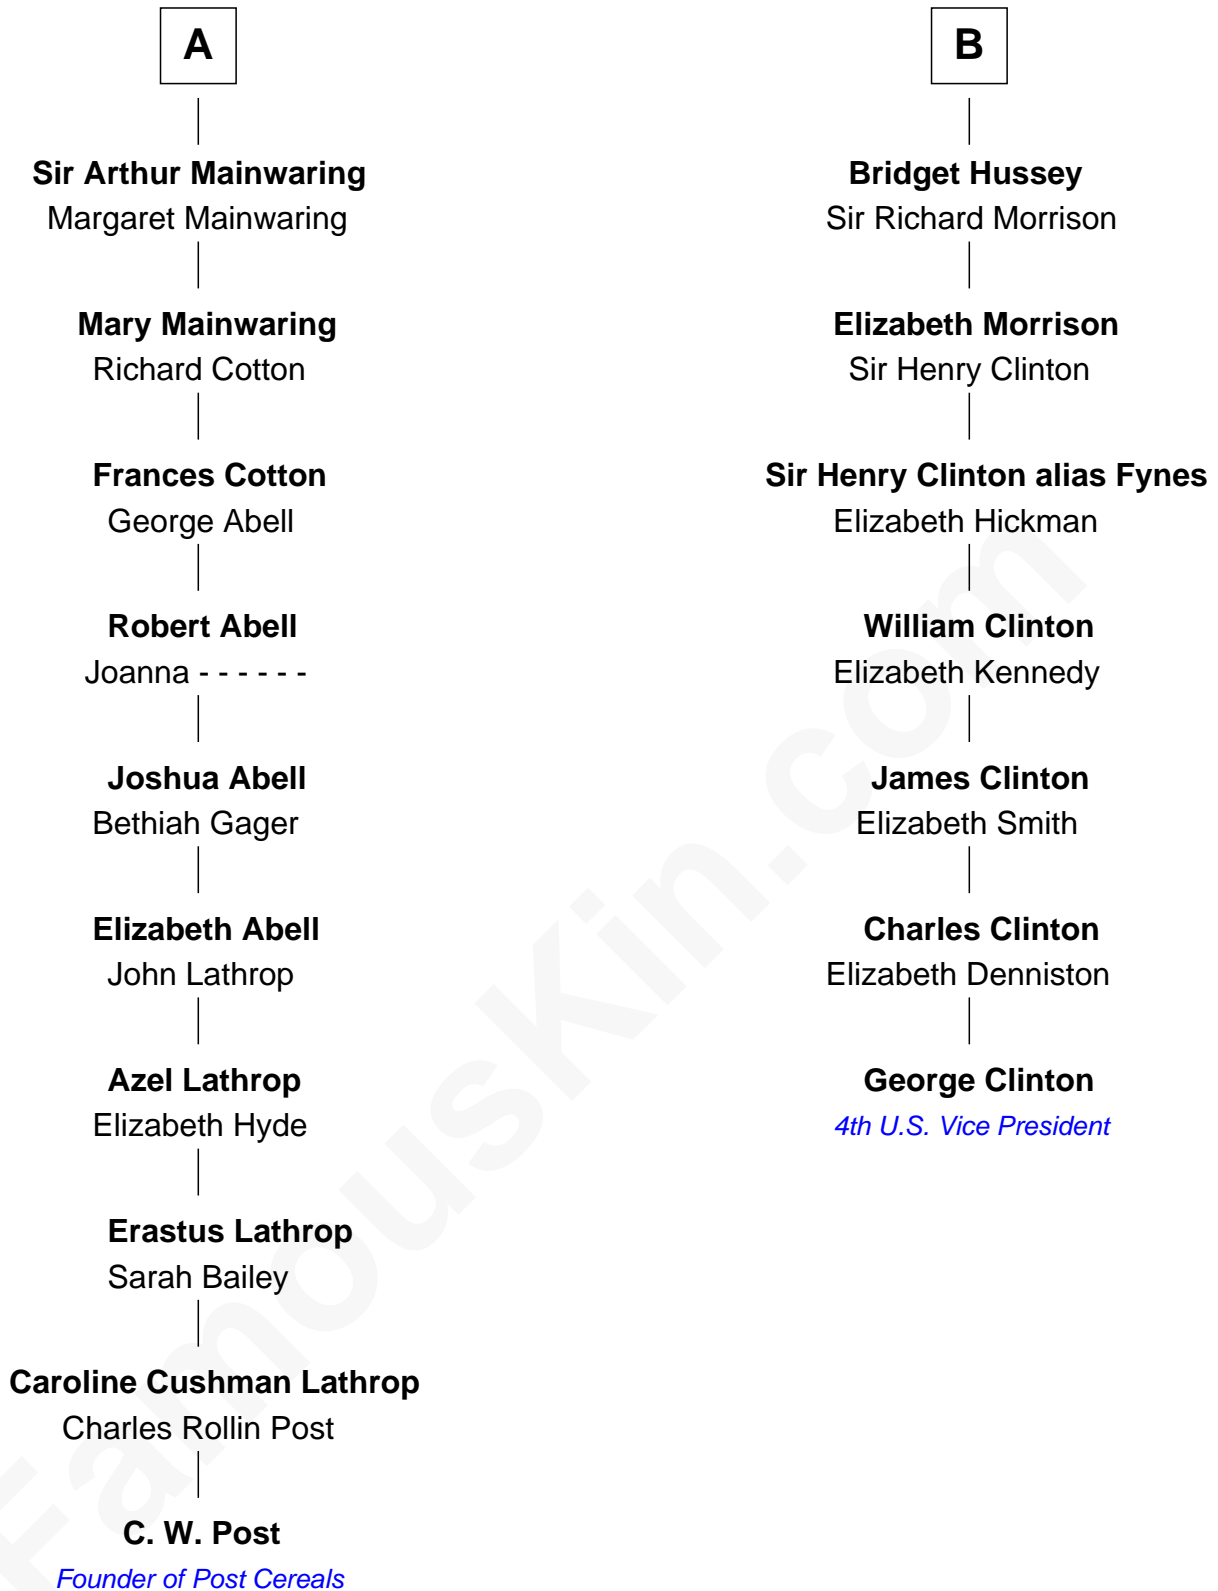 A
Sir Arthur Mainwaring
Margaret Mainwaring
Mary Mainwaring
Richard Cotton
Frances Cotton
George Abell
Robert Abell
Joanna - - - - - -
Joshua Abell
Bethiah Gager
Elizabeth Abell
John Lathrop
Azel Lathrop
Elizabeth Hyde
Erastus Lathrop
Sarah Bailey
Caroline Cushman Lathrop
Charles Rollin Post
C. W. Post
Founder of Post Cereals
B
Bridget Hussey
Sir Richard Morrison
Elizabeth Morrison
Sir Henry Clinton
Sir Henry Clinton alias Fynes
Elizabeth Hickman
William Clinton
Elizabeth Kennedy
James Clinton
Elizabeth Smith
Charles Clinton
Elizabeth Denniston
George Clinton
4th U.S. Vice President
FamousKin.com